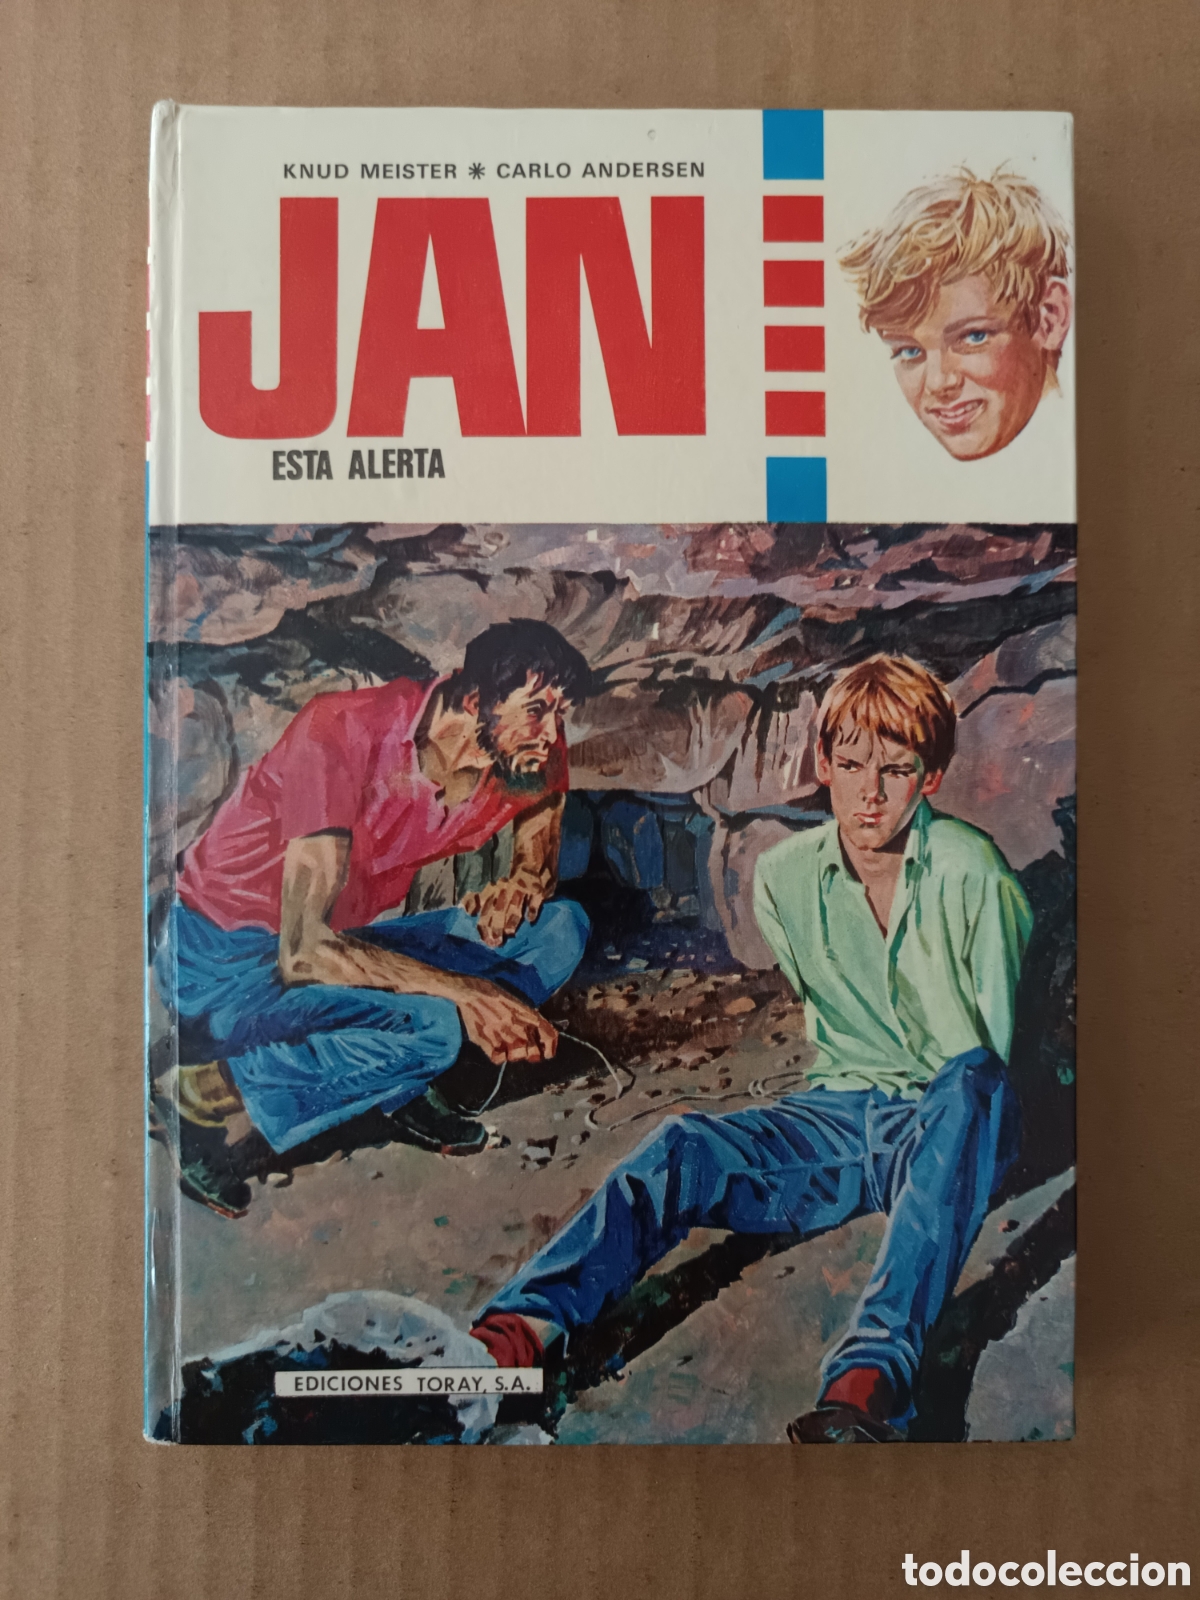 KNUD MEISTER * CARLO ANDERSEN
JAN
ESTA ALERTA
EDICIONES TORAY, S.A.
todocoleccion